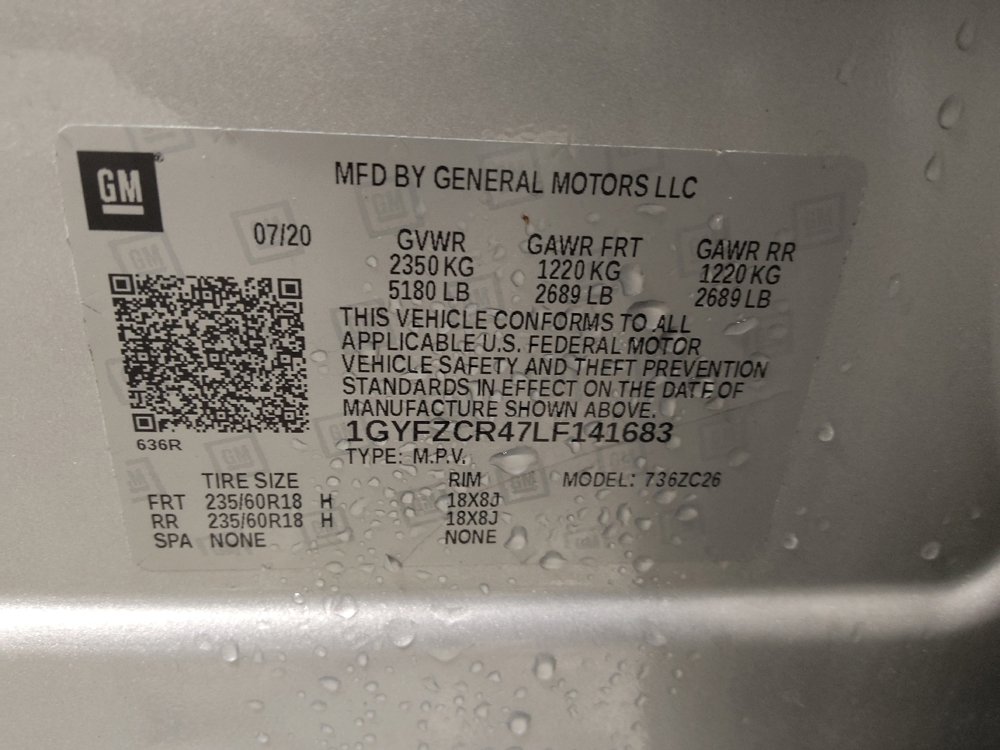 GM
MFD BY GENERAL MOTORS LLC
07/20 GVWR GAWR FRT GAWR RR
2350 KG 1220 KG 1220 KG
5180 LB 2689 LB 2689 LB
THIS VEHICLE CONFORMS TO ALL
APPLICABLE U.S. FEDERAL MOTOR
VEHICLE SAFETY AND THEFT PREVENTION
STANDARDS IN EFFECT ON THE DATE OF
MANUFACTURE SHOWN ABOVE.
1GYFZCR47LF141683
636R
TYPE: M.P.V.
TIRE SIZE RIM MODEL: 736ZC26
FRT 235/60R18 H 18X8J
RR 235/60R18 H 18X8J
SPA NONE NONE